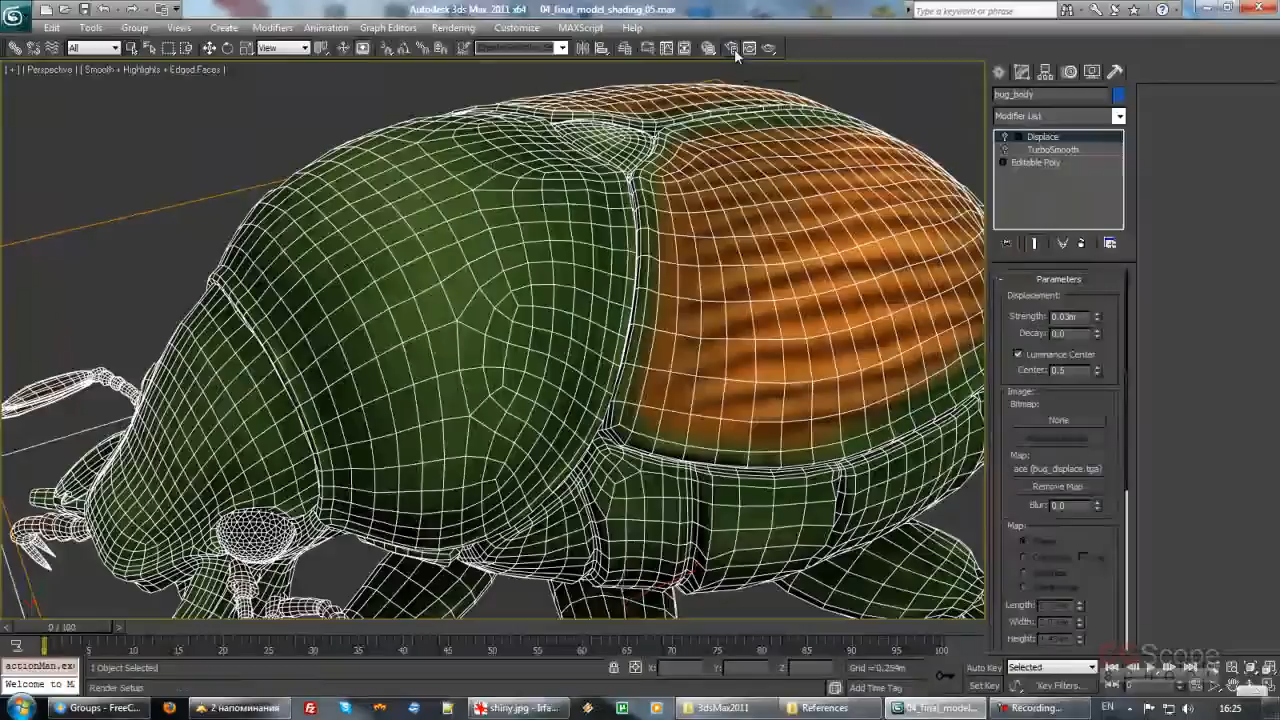 Autodesk 3ds Max 2011 x64    04_final_model_shading_05.max
Type a keyword or phrase
Edit Tools Group Views Create Modifiers Animation Graph Editors Rendering Customize MAXScript Help
All
View
[ + ] [ Perspective ] [ Smooth + Highlights + Edged Faces ]
bug_body
Modifier List
Displace
TurboSmooth
Editable Poly
Parameters
Displacement:
Strength: 0.03m
Decay: 0.0
Luminance Center
Center: 0.5
Image:
Bitmap:
None
Map:
ace (bug_displace.tga)
Remove Map
Blur: 0.0
Map:
Length:
Width:
Height:
0 / 100
5 10 15 20 25 30 35 40 45 50 55 60 65 70 75 80 85 90 95 100
actionMan.ex
1 Object Selected
X: Y: Z:
Grid = 0.254m
Auto Key
Selected
Welcome to M
Render Setup
Add Time Tag
Set Key
Key Filters...
Groups - FreeC...
2 напоминания
shiny.jpg - Irfa...
3dsMax2011
References
04_final_model...
Recording...
EN
16:25